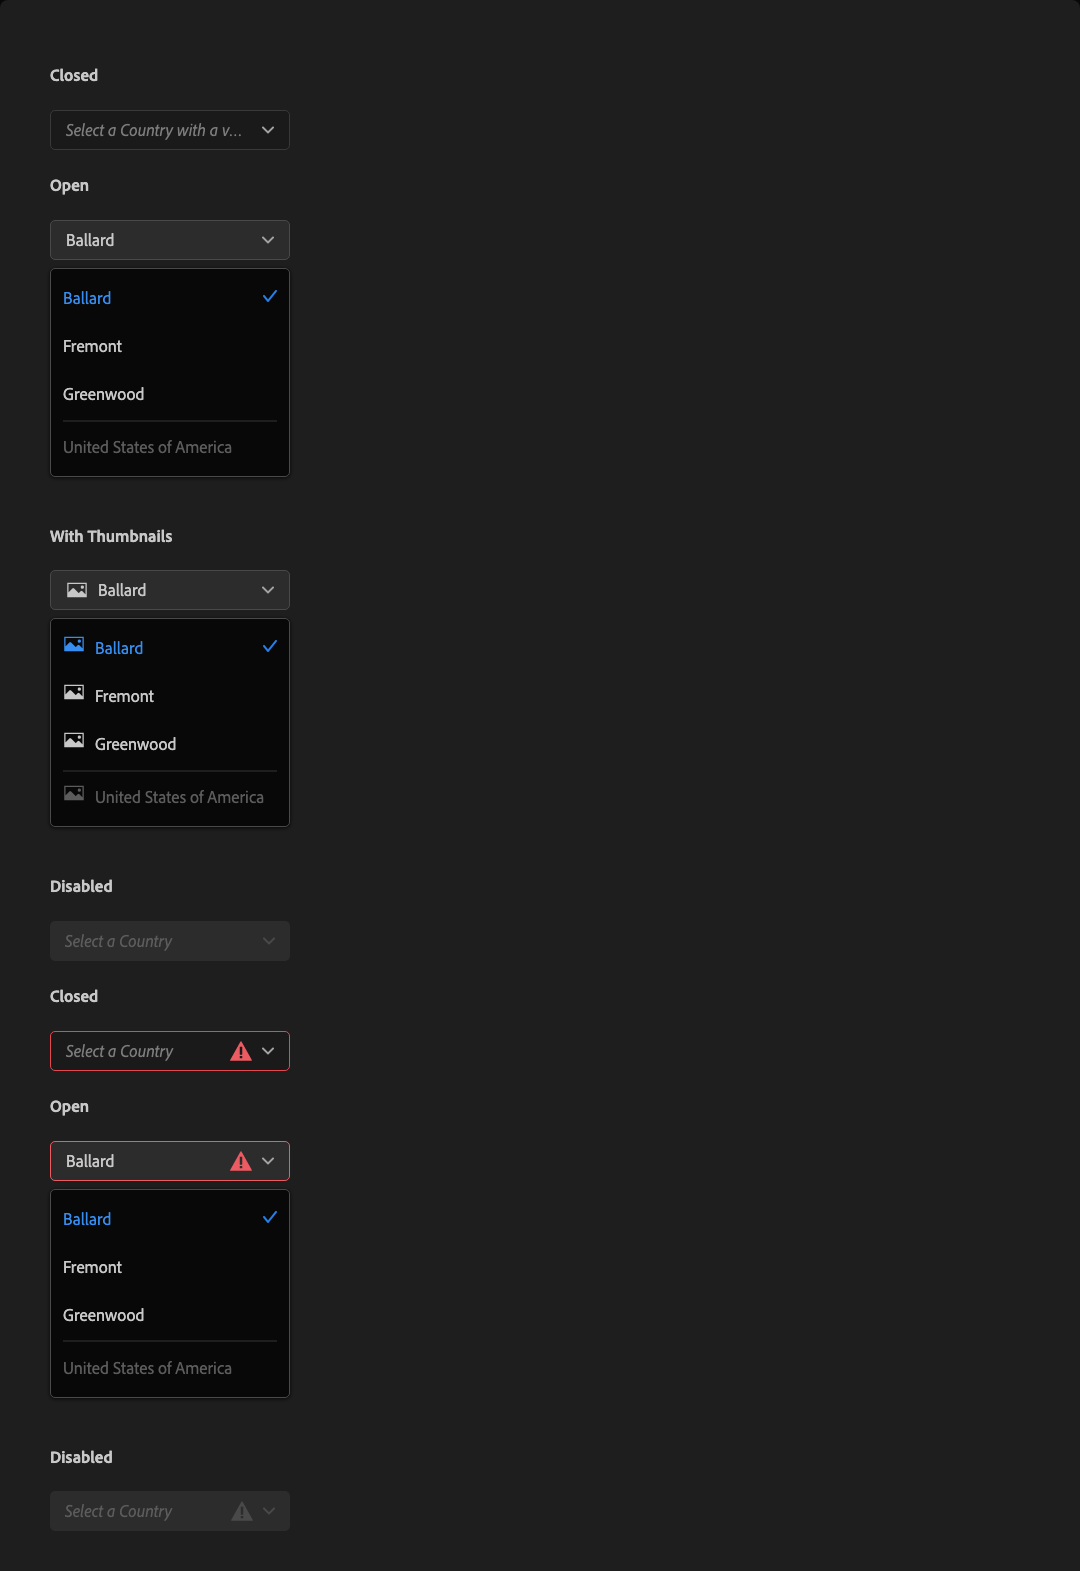 Closed
Select a Country with a v...
Open
Ballard
Ballard
Fremont
Greenwood
United States of America
With Thumbnails
Ballard
Ballard
Fremont
Greenwood
United States of America
Disabled
Select a Country
Closed
Select a Country
Open
Ballard
Ballard
Fremont
Greenwood
United States of America
Disabled
Select a Country